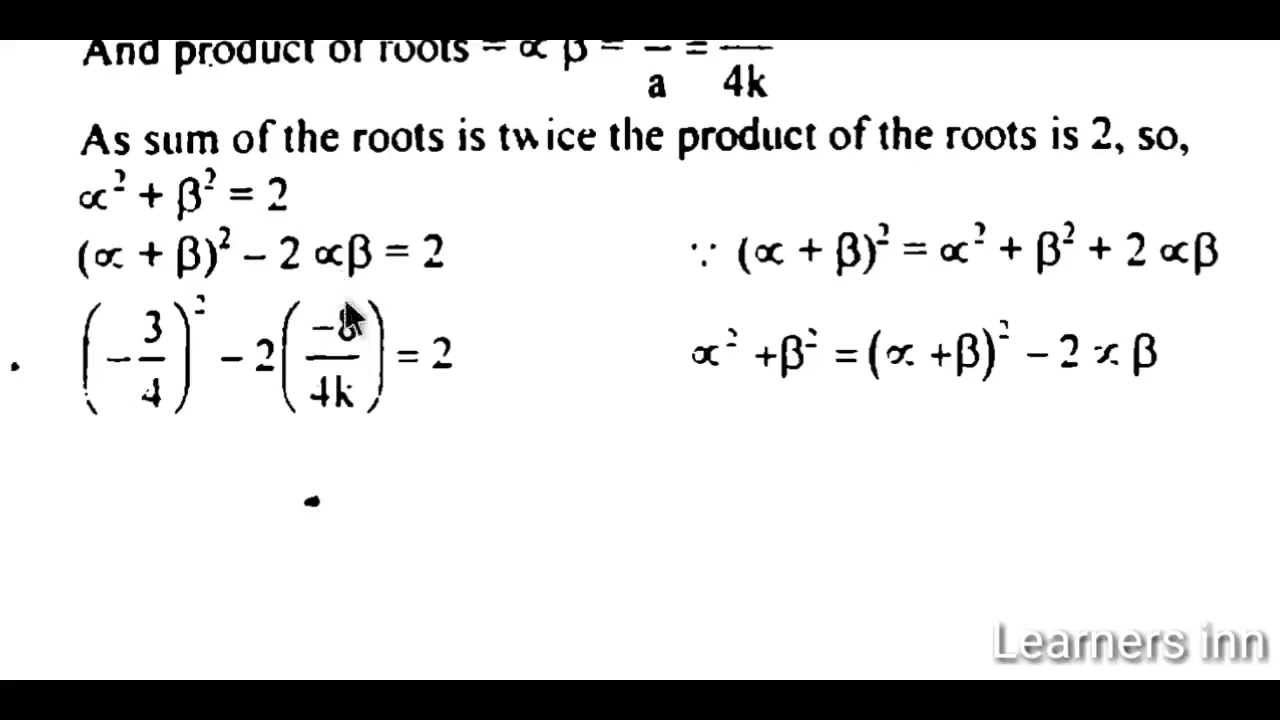 And product of roots = ∝ β = — = —
a 4k
As sum of the roots is twice the product of the roots is 2, so,
∝² + β² = 2
(∝ + β)² – 2 ∝β = 2 ∵ (∝ + β)² = ∝² + β² + 2 ∝β
(–3/4)² – 2(–8/4k) = 2 ∝² +β² = (∝ +β)² – 2 ∝ β
Learners inn